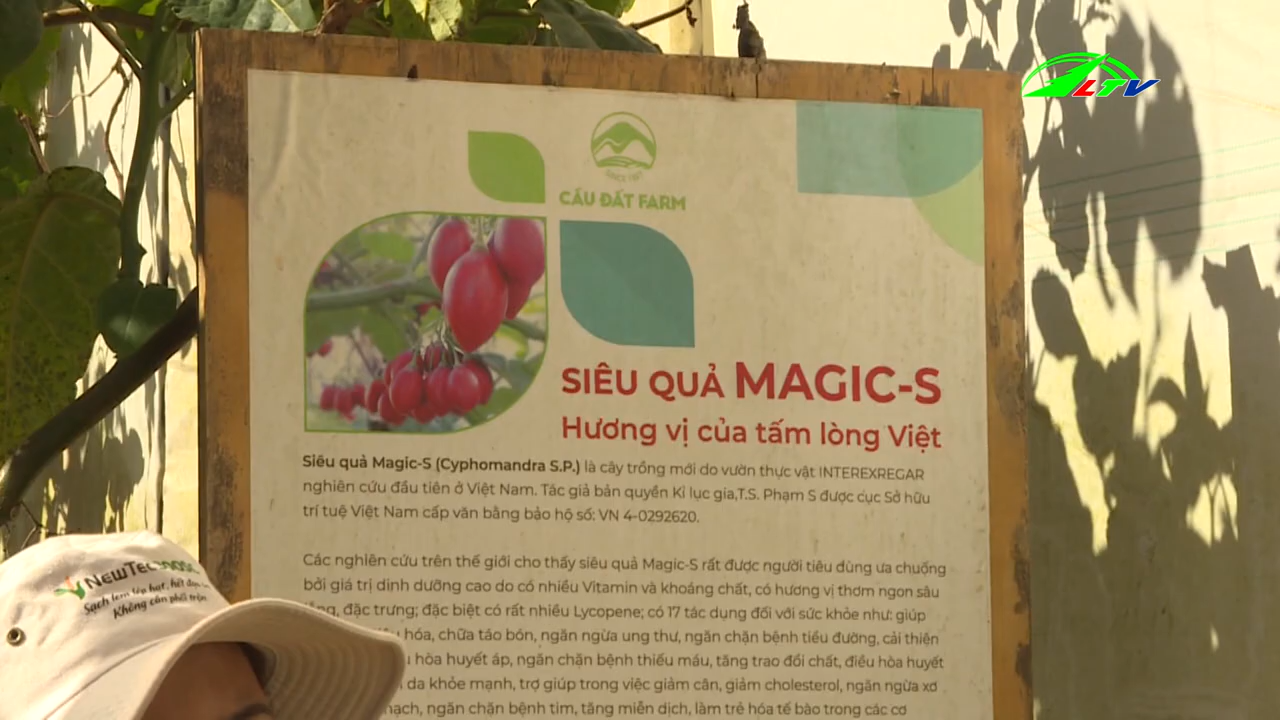 LTV
CẦU ĐẤT FARM
SIÊU QUẢ MAGIC-S
Hương vị của tấm lòng Việt
Siêu quả Magic-S (Cyphomandra S.P.) là cây trồng mới do vườn thực vật INTEREXREGAR
nghiên cứu đầu tiên ở Việt Nam. Tác giả bản quyền Kỉ lục gia,T.S. Phạm S được cục Sở hữu
trí tuệ Việt Nam cấp văn bằng bảo hộ số: VN 4-0292620.
Các nghiên cứu trên thế giới cho thấy siêu quả Magic-S rất được người tiêu dùng ưa chuộng
bởi giá trị dinh dưỡng cao do có nhiều Vitamin và khoáng chất, có hương vị thơm ngon sâu
đặc trưng; đặc biệt có rất nhiều Lycopene; có 17 tác dụng đối với sức khỏe như: giúp
hóa, chữa táo bón, ngăn ngừa ung thư, ngăn chặn bệnh tiểu đường, cải thiện
hòa huyết áp, ngăn chặn bệnh thiếu máu, tăng trao đổi chất, điều hòa huyết
da khỏe mạnh, trợ giúp trong việc giảm cân, giảm cholesterol, ngăn ngừa xơ
mạch, ngăn chặn bệnh tim, tăng miễn dịch, làm trẻ hóa tế bào trong các cơ
Sạch lem lép hạt, hết đạo
Không cần phối trộn